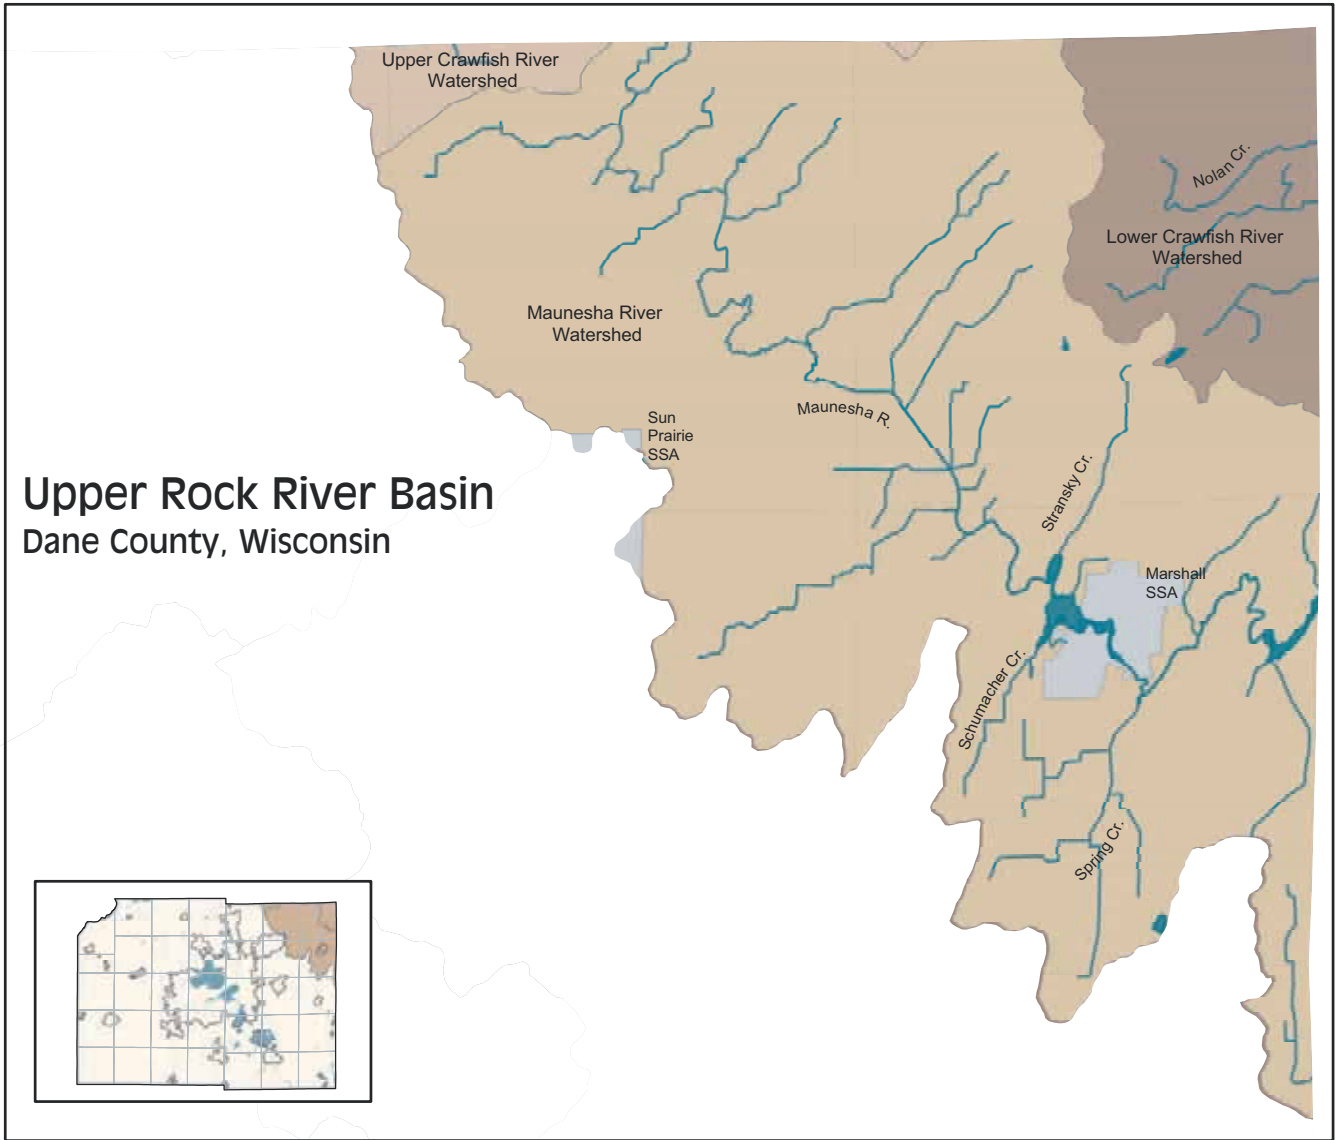 Upper Crawfish River
Watershed
Nolan Cr.
Lower Crawfish River
Watershed
Maunesha River
Watershed
Maunesha R.
Sun
Prairie
SSA
Upper Rock River Basin
Dane County, Wisconsin
Stransky Cr.
Marshall
SSA
Schumacher Cr.
Spring Cr.